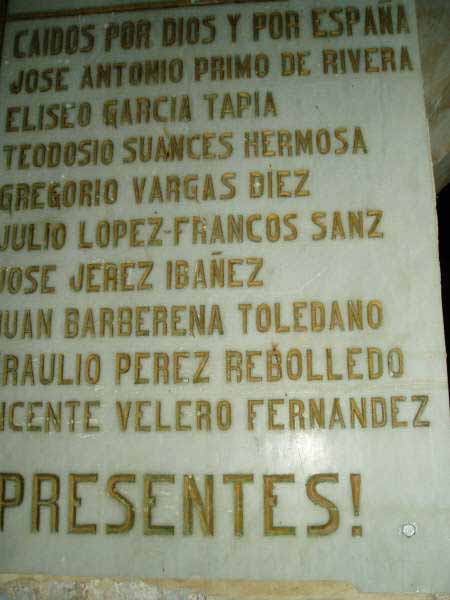 CAIDOS POR DIOS Y POR ESPAÑA
JOSE ANTONIO PRIMO DE RIVERA
ELISEO GARCIA TAPIA
TEODOSIO SUANCES HERMOSA
GREGORIO VARGAS DIEZ
JULIO LOPEZ-FRANCOS SANZ
JOSE JEREZ IBAÑEZ
JUAN BARBERENA TOLEDANO
BRAULIO PEREZ REBOLLEDO
VICENTE VELERO FERNANDEZ
PRESENTES!